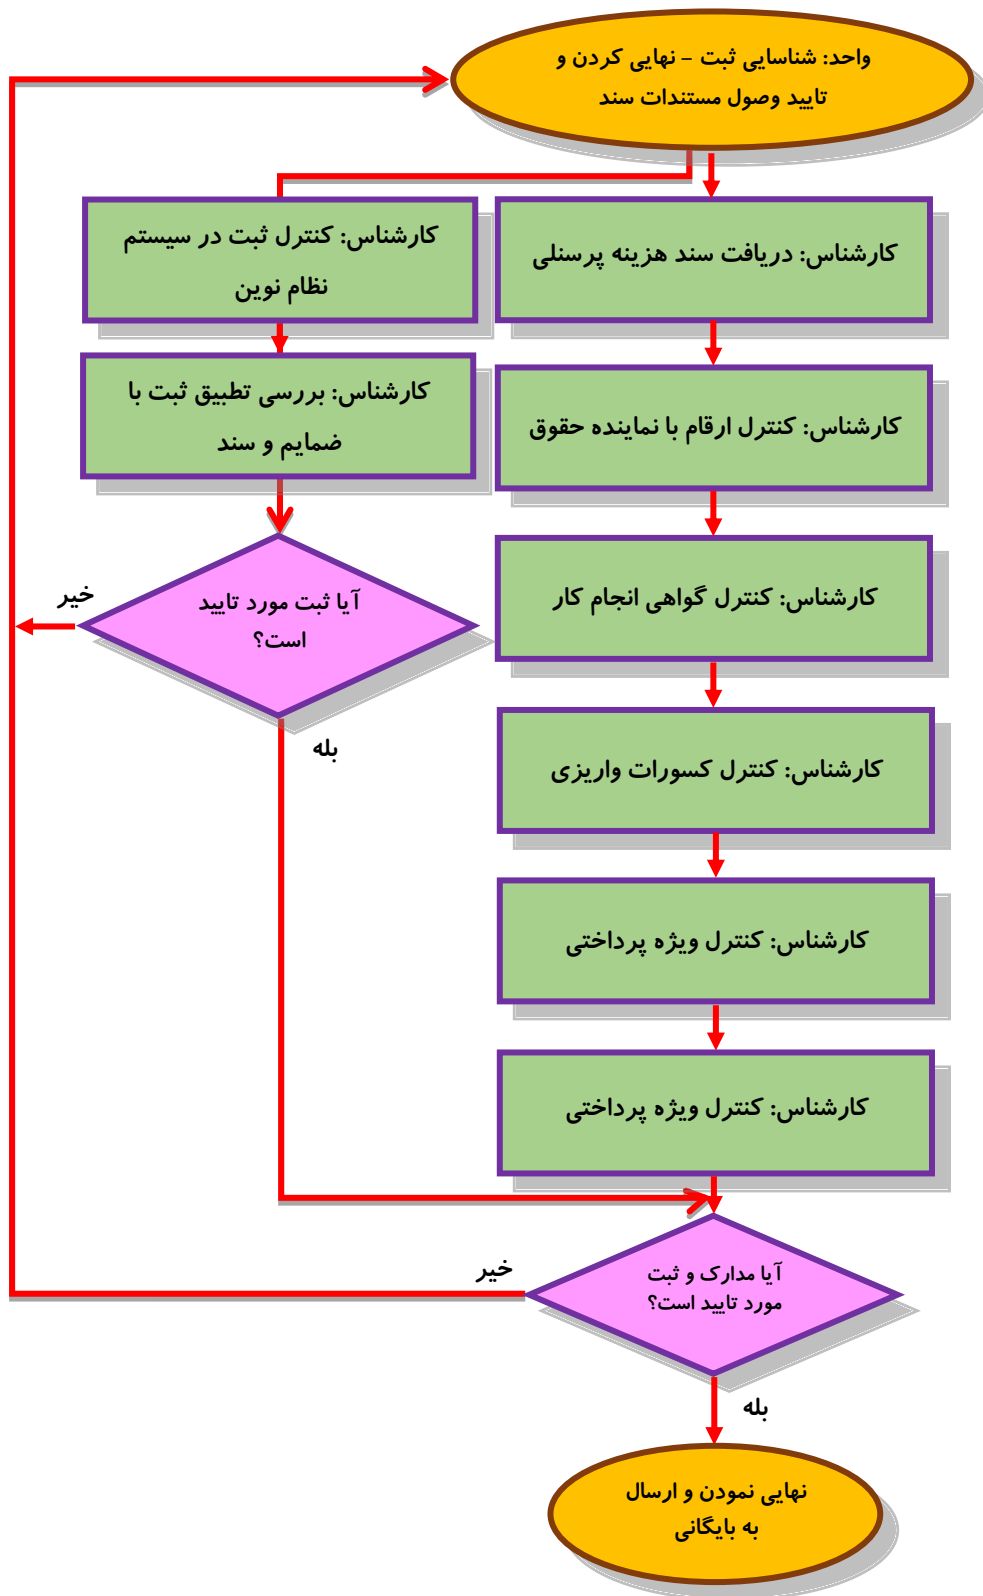 واحد: شناسایی ثبت – نهایی کردن و
تایید وصول مستندات سند
کارشناس: دریافت سند هزینه پرسنلی
کارشناس: کنترل ثبت در سیستم
نظام نوین
کارشناس: کنترل ارقام با نماینده حقوق
کارشناس: بررسی تطبیق ثبت با
ضمایم و سند
کارشناس: کنترل گواهی انجام کار
آیا ثبت مورد تایید
است؟
خیر
بله
کارشناس: کنترل کسورات واریزی
کارشناس: کنترل ویژه پرداختی
کارشناس: کنترل ویژه پرداختی
آیا مدارک و ثبت
مورد تایید است؟
خیر
بله
نهایی نمودن و ارسال
به بایگانی